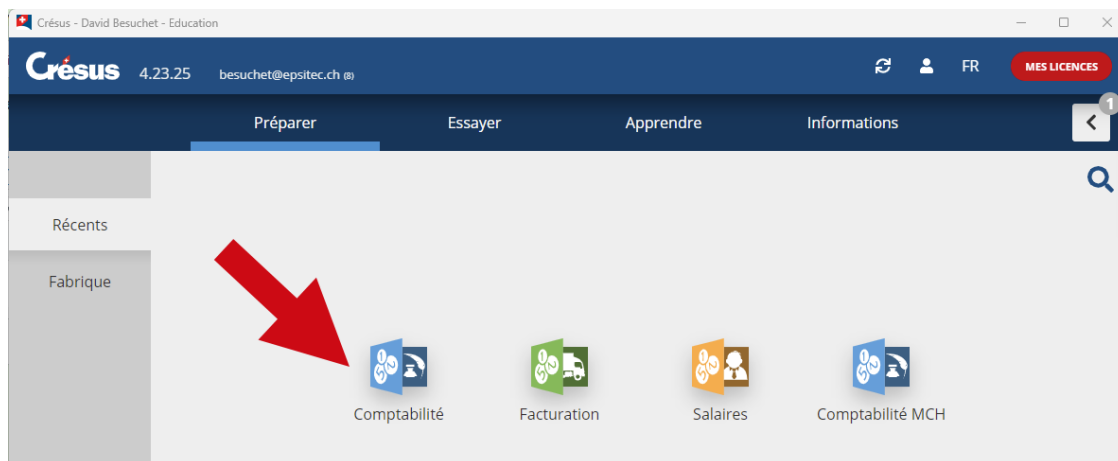 Crésus - David Besuchet - Education
Crésus 4.23.25 besuchet@epsitec.ch (8) FR MES LICENCES
1
Préparer Essayer Apprendre Informations
Récents
Fabrique
Comptabilité Facturation Salaires Comptabilité MCH